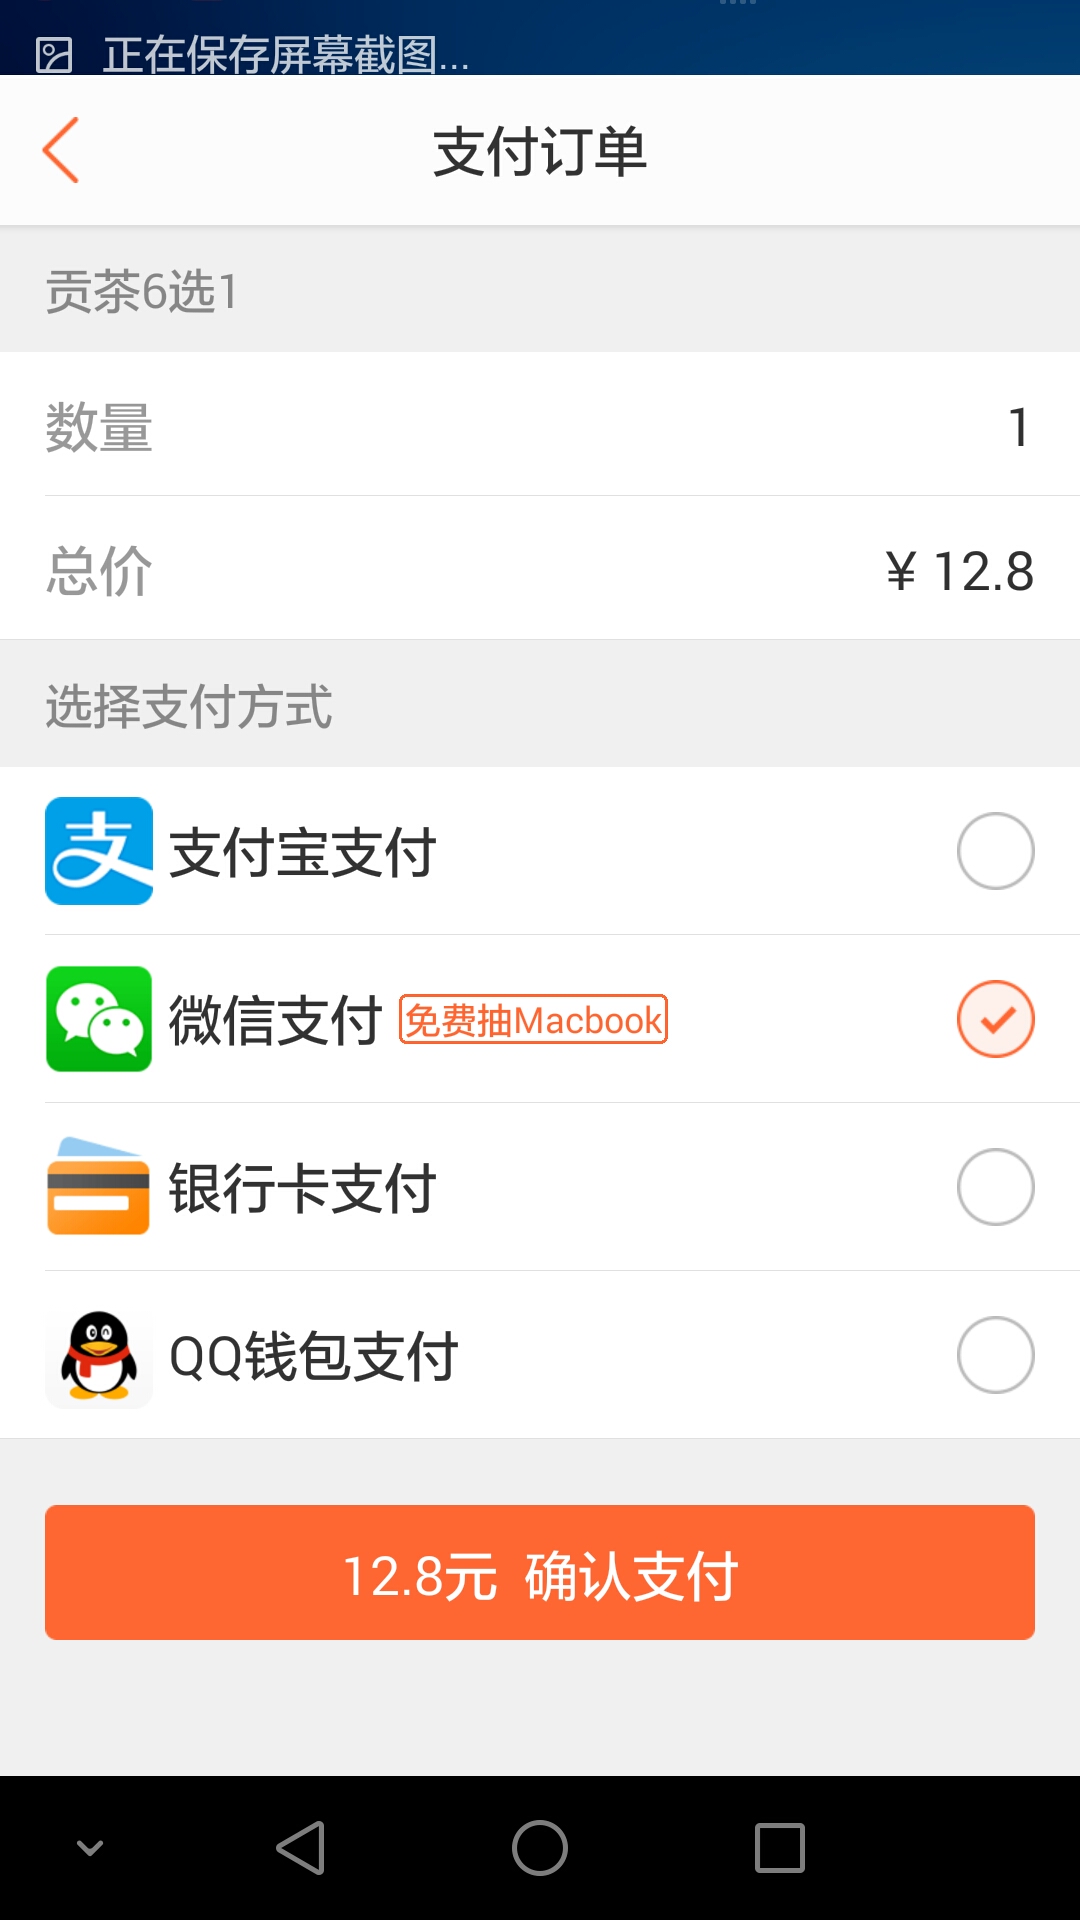 正在保存屏幕截图...
支付订单
贡茶6选1
数量 1
总价 ¥ 12.8
选择支付方式
支付宝支付
微信支付 免费抽Macbook
银行卡支付
QQ钱包支付
12.8元 确认支付